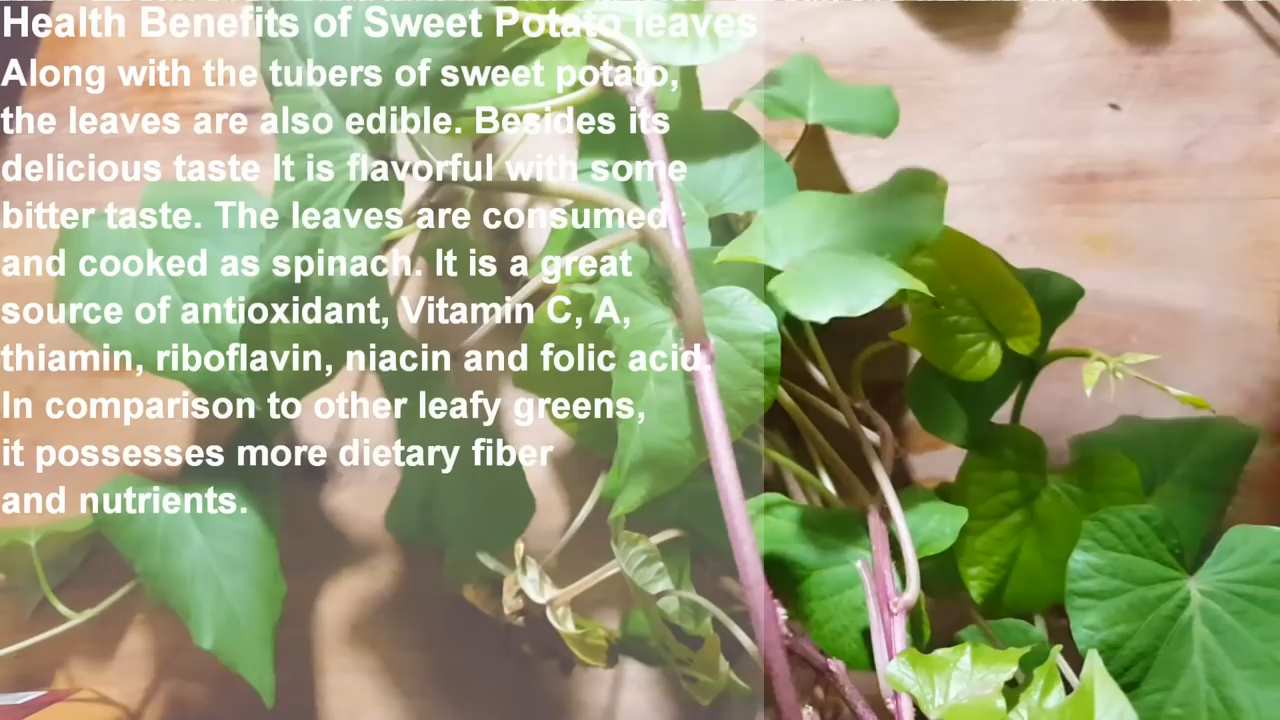 Health Benefits of Sweet Potato leaves
Along with the tubers of sweet potato,
the leaves are also edible. Besides its
delicious taste It is flavorful with some
bitter taste. The leaves are consumed
and cooked as spinach. It is a great
source of antioxidant, Vitamin C, A,
thiamin, riboflavin, niacin and folic acid.
In comparison to other leafy greens,
it possesses more dietary fiber
and nutrients.